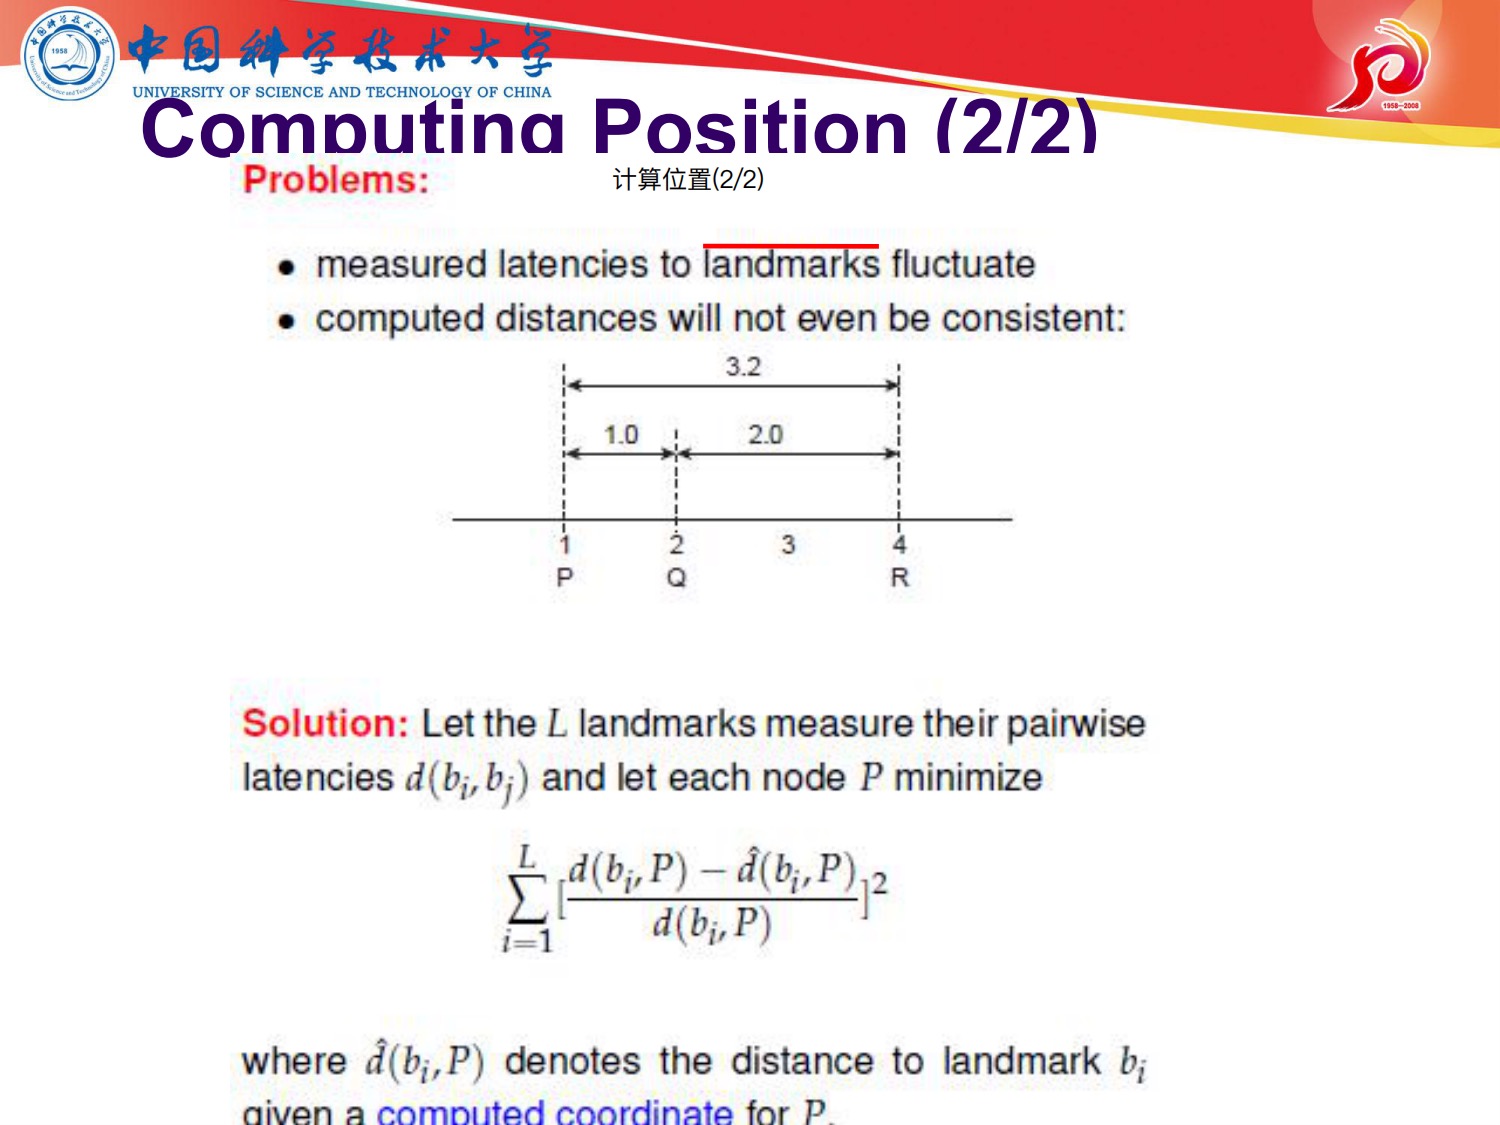 中国科学技术大学
UNIVERSITY OF SCIENCE AND TECHNOLOGY OF CHINA
1958
1958-2008
Computing Position (2/2)
Problems:
计算位置(2/2)
• measured latencies to landmarks fluctuate
• computed distances will not even be consistent:
3.2
1.0 2.0
1 2 3 4
P Q R
Solution: Let the L landmarks measure their pairwise
latencies d(b_i, b_j) and let each node P minimize
\sum_{i=1}^{L} [\frac{d(b_i, P) - \hat{d}(b_i, P)}{d(b_i, P)}]^2
where \hat{d}(b_i, P) denotes the distance to landmark b_i
given a computed coordinate for P.